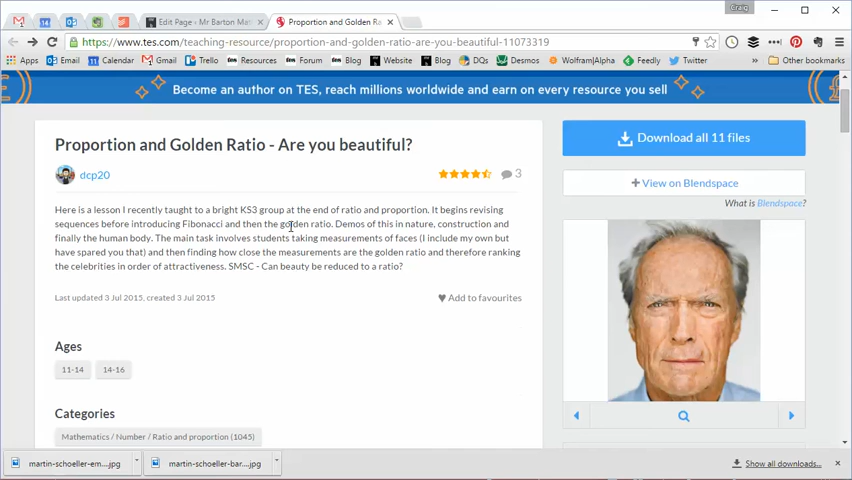 Craig
Edit Page ‹ Mr Barton Mat
Proportion and Golden Ra
https://www.tes.com/teaching-resource/proportion-and-golden-ratio-are-you-beautiful-11073319
Apps Email Calendar Gmail Trello Resources Forum Blog Website Blog DQs Desmos Wolfram|Alpha Feedly Twitter Other bookmarks
Become an author on TES, reach millions worldwide and earn on every resource you sell
Proportion and Golden Ratio - Are you beautiful?
dcp20
3
Here is a lesson I recently taught to a bright KS3 group at the end of ratio and proportion. It begins revising
sequences before introducing Fibonacci and then the golden ratio. Demos of this in nature, construction and
finally the human body. The main task involves students taking measurements of faces (I include my own but
have spared you that) and then finding how close the measurements are the golden ratio and therefore ranking
the celebrities in order of attractiveness. SMSC - Can beauty be reduced to a ratio?
Last updated 3 Jul 2015, created 3 Jul 2015
Add to favourites
Ages
11-14 14-16
Categories
Mathematics / Number / Ratio and proportion (1045)
Download all 11 files
+ View on Blendspace
What is Blendspace?
martin-schoeller-em....jpg
martin-schoeller-bar....jpg
Show all downloads...